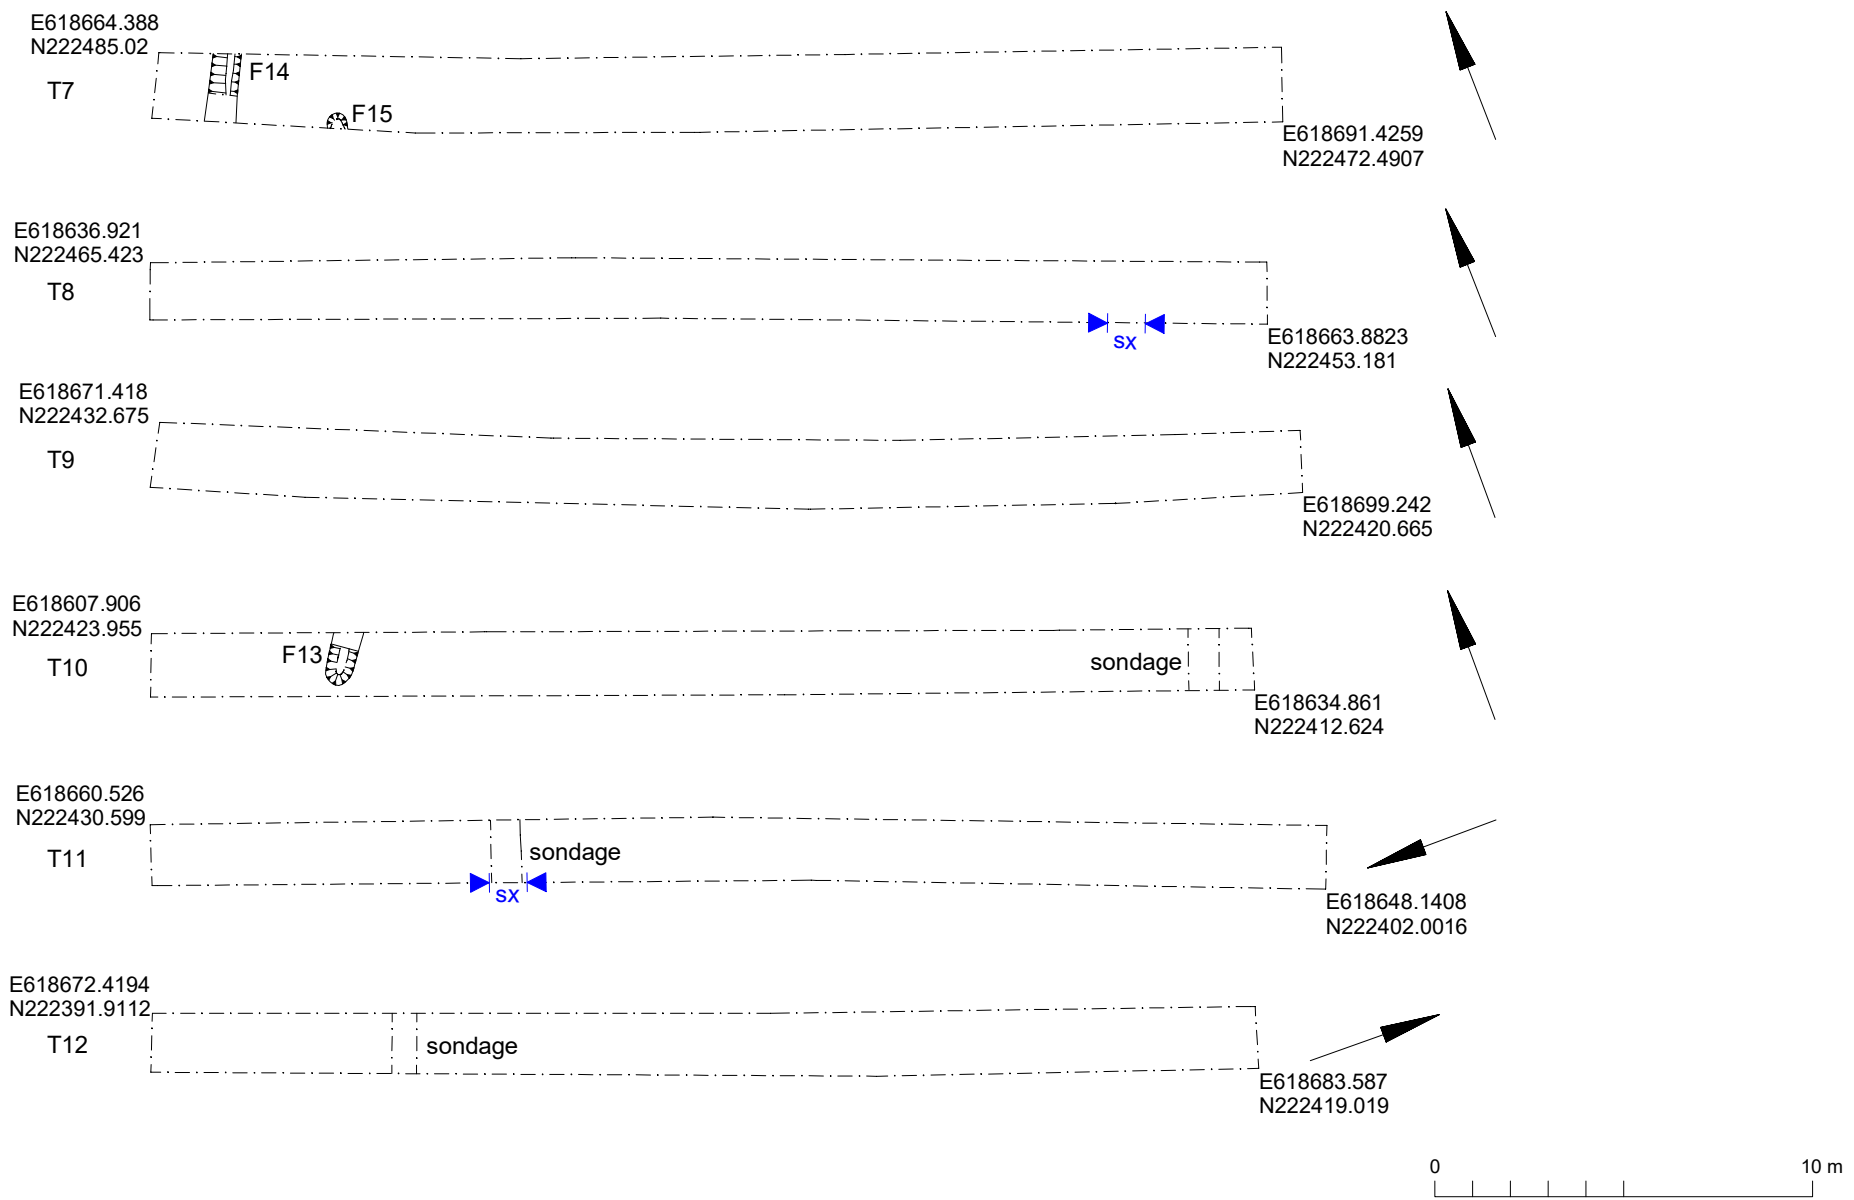 E618664.388
N222485.02
T7
F14
F15
E618691.4259
N222472.4907
E618636.921
N222465.423
T8
sx
E618663.8823
N222453.181
E618671.418
N222432.675
T9
E618699.242
N222420.665
E618607.906
N222423.955
T10
F13
sondage
E618634.861
N222412.624
E618660.526
N222430.599
T11
sondage
sx
E618648.1408
N222402.0016
E618672.4194
N222391.9112
T12
sondage
E618683.587
N222419.019
0 10 m